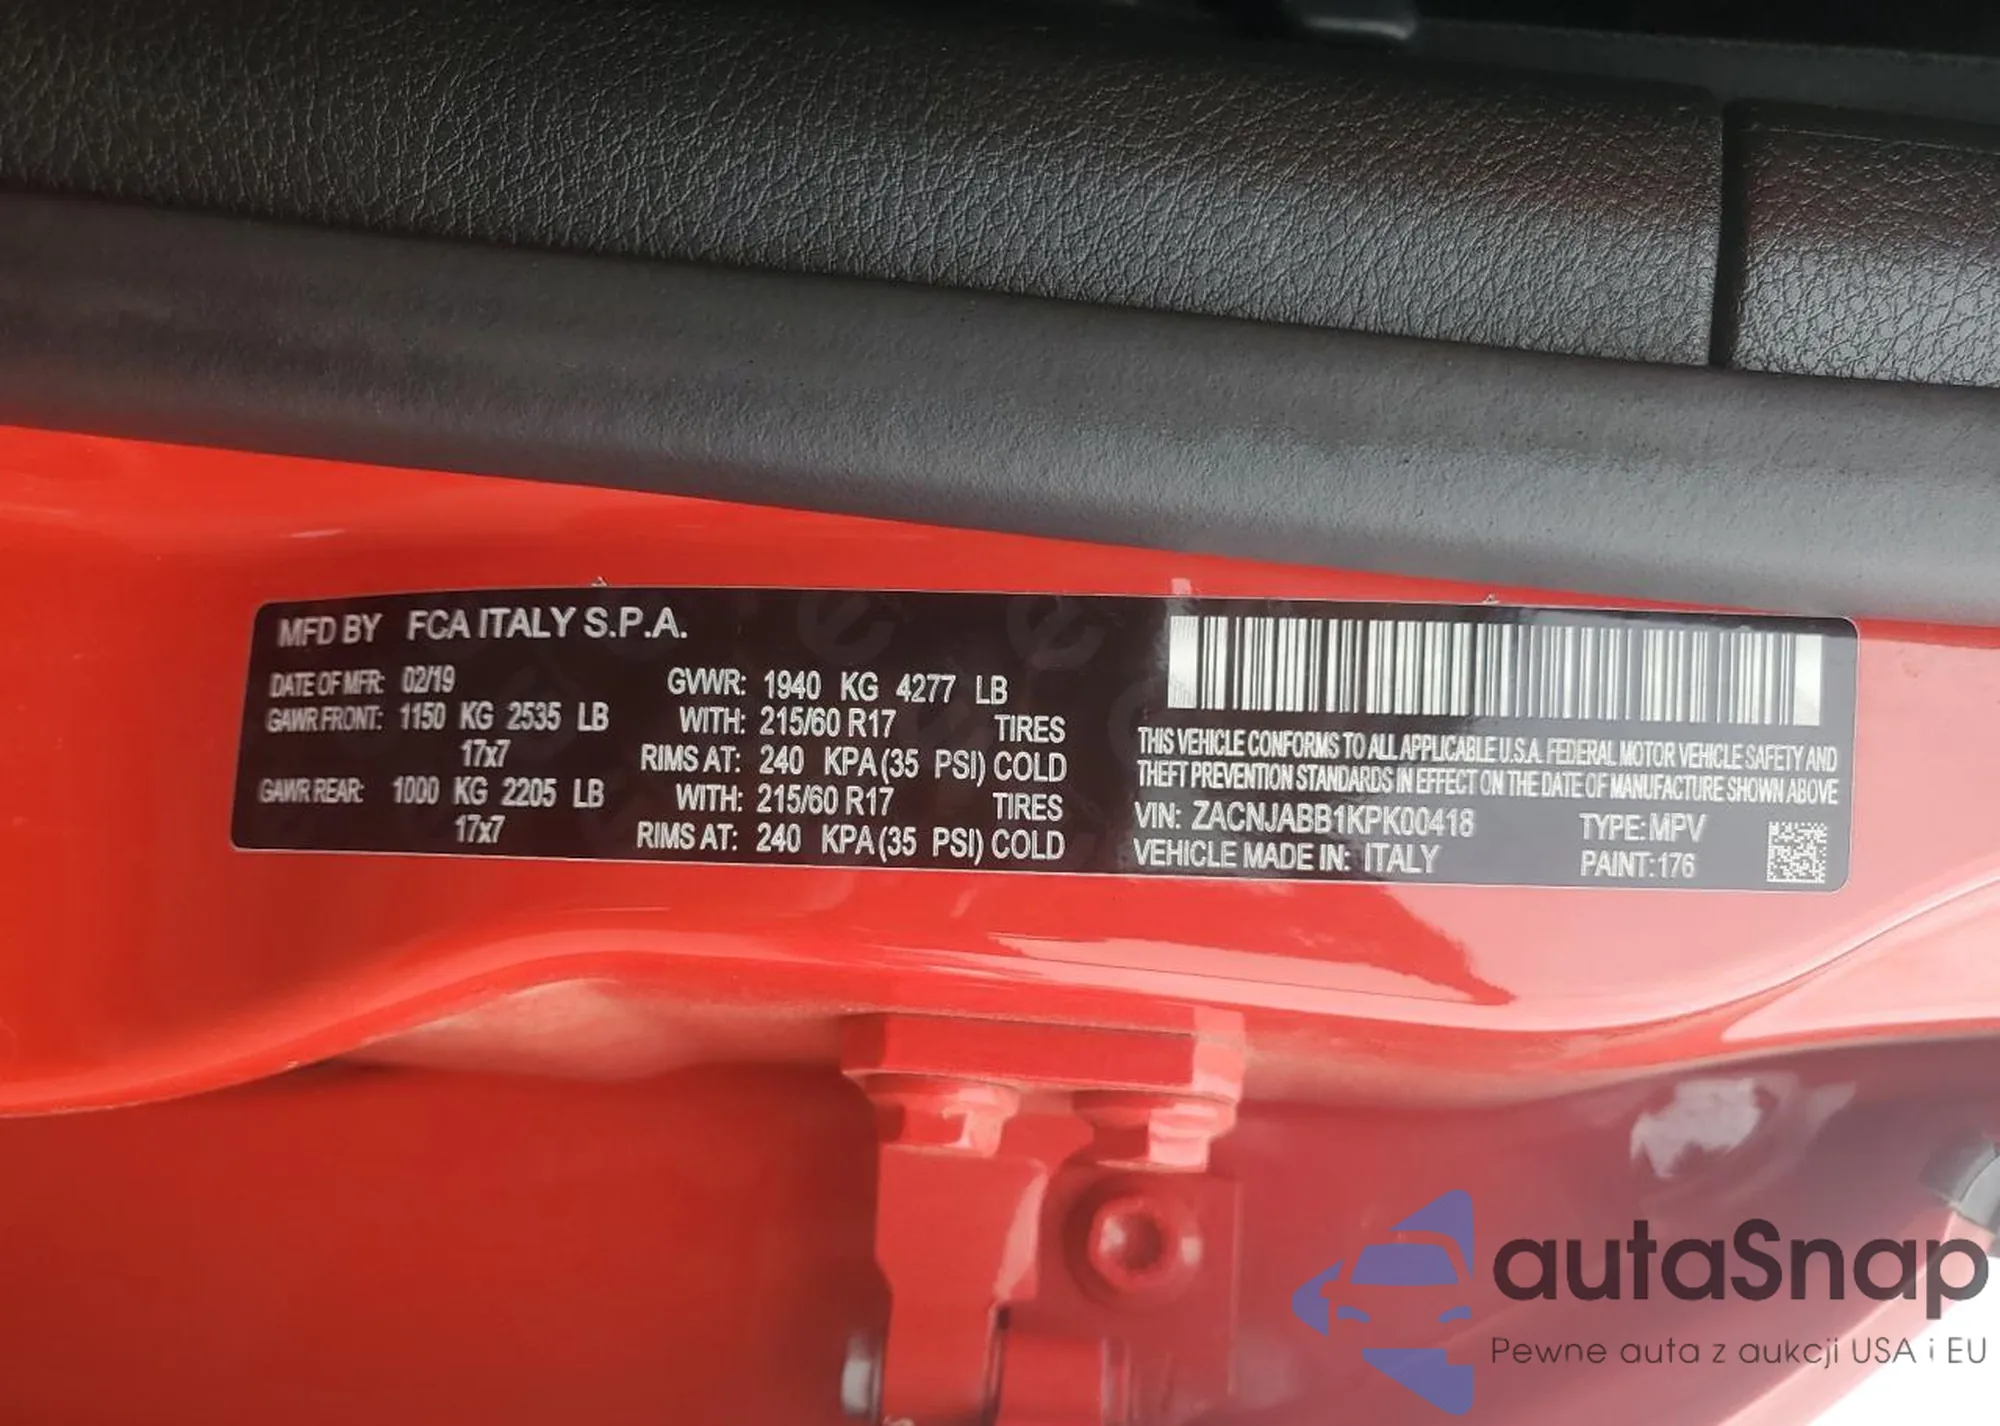 MFD BY FCA ITALY S.P.A.
DATE OF MFR: 02/19
GAWR FRONT: 1150 KG 2535 LB
17x7
GAWR REAR: 1000 KG 2205 LB
17x7
GVWR: 1940 KG 4277 LB
WITH: 215/60 R17 TIRES
RIMS AT: 240 KPA (35 PSI) COLD
WITH: 215/60 R17 TIRES
RIMS AT: 240 KPA (35 PSI) COLD
THIS VEHICLE CONFORMS TO ALL APPLICABLE U.S.A. FEDERAL MOTOR VEHICLE SAFETY AND
THEFT PREVENTION STANDARDS IN EFFECT ON THE DATE OF MANUFACTURE SHOWN ABOVE
VIN: ZACNJABB1KPK00418 TYPE: MPV
VEHICLE MADE IN: ITALY PAINT: 176
autaSnap
Pewne auta z aukcji USA i EU